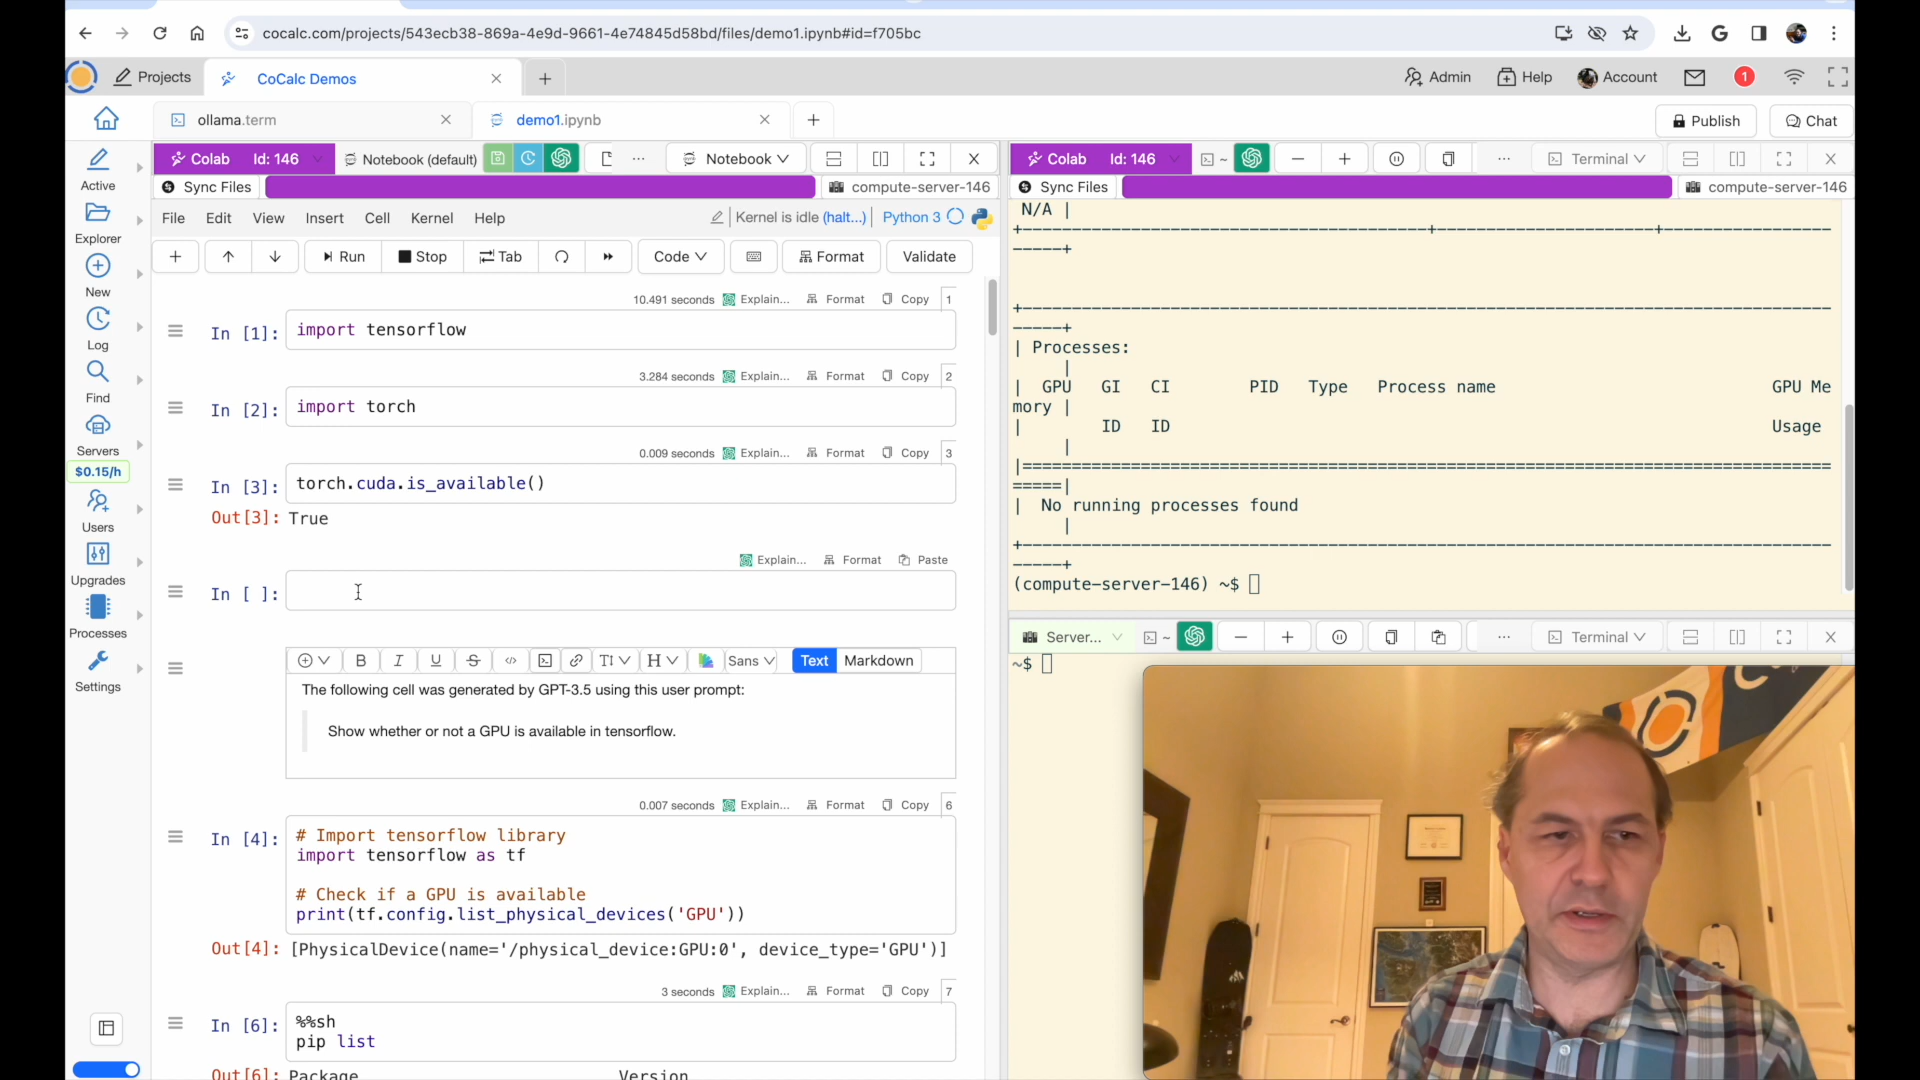 cocalc.com/projects/543ecb38-869a-4e9d-9661-4e74845d58bd/files/demo1.ipynb#id=f705bc
Projects
CoCalc Demos
Admin
Help
Account
1
ollama.term
demo1.ipynb
Publish
Chat
Colab Id: 146
Notebook (default)
Notebook
Sync Files
compute-server-146
File Edit View Insert Cell Kernel Help
Kernel is idle (halt...)
Python 3
Run
Stop
Tab
Code
Format
Validate
Active
Explorer
New
Log
Find
Servers
$0.15/h
Users
Upgrades
Processes
Settings
10.491 seconds Explain... Format Copy 1
In [1]: import tensorflow
3.284 seconds Explain... Format Copy 2
In [2]: import torch
0.009 seconds Explain... Format Copy 3
In [3]: torch.cuda.is_available()
Out[3]: True
Explain... Format Paste
In [ ]:
B I U S </> T H Sans Text Markdown
The following cell was generated by GPT-3.5 using this user prompt:
Show whether or not a GPU is available in tensorflow.
0.007 seconds Explain... Format Copy 6
In [4]: # Import tensorflow library
import tensorflow as tf
# Check if a GPU is available
print(tf.config.list_physical_devices('GPU'))
Out[4]: [PhysicalDevice(name='/physical_device:GPU:0', device_type='GPU')]
3 seconds Explain... Format Copy 7
In [6]: %%sh
pip list
Out[6]: Package Version
Colab Id: 146
~
Terminal
Sync Files
compute-server-146
N/A |
+-----------------------------------------+----------------------+-----------------
-----+
+----------------------------------------------------------------------------------
-----+
| Processes:
|
| GPU GI CI PID Type Process name GPU Me
mory |
| ID ID Usage
|
|==================================================================================
=====|
| No running processes found
|
+----------------------------------------------------------------------------------
-----+
(compute-server-146) ~$
Server...
~
Terminal
~$